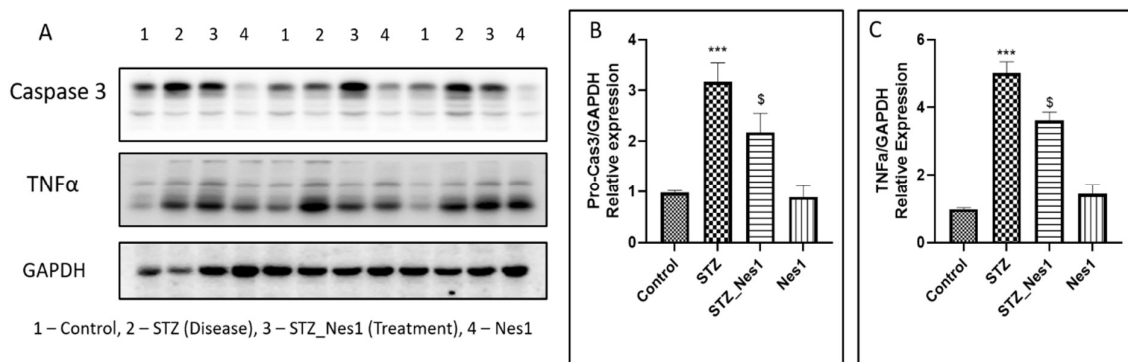 A
1 2 3 4 1 2 3 4 1 2 3 4
Caspase 3
TNFα
GAPDH
1 – Control, 2 – STZ (Disease), 3 – STZ_Nes1 (Treatment), 4 – Nes1
B
Pro-Cas3/GAPDH
Relative expression
4
3
2
1
0
***
$
Control
STZ
STZ_Nes1
Nes1
C
TNFa/GAPDH
Relative Expression
6
4
2
0
***
$
Control
STZ
STZ_Nes1
Nes1